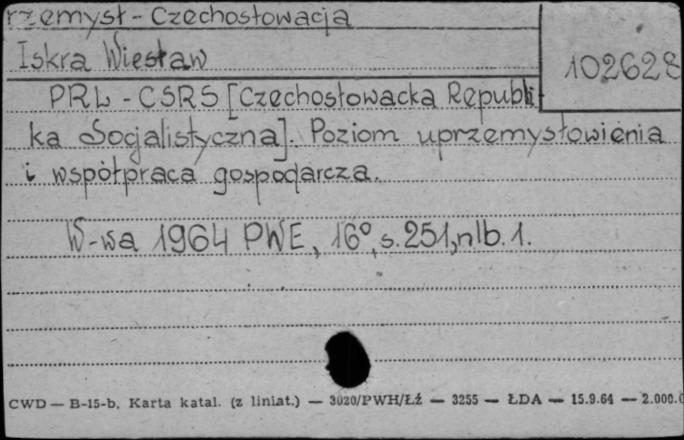 rzemysł - Czechosłowacja
102628
Iskra Wiesław
PRL - CSRS [Czechosłowacka Republi
ka Socjalistyczna]. Poziom uprzemysłowienia
i współpraca gospodarcza.
W-wa 1964 PWE, 16°, s. 251, nlb. 1.
CWD — B-15-b, Karta katal. (z liniat.) — 3020/PWH/Łź — 3255 — ŁDA — 15.9.64 — 2.000.0